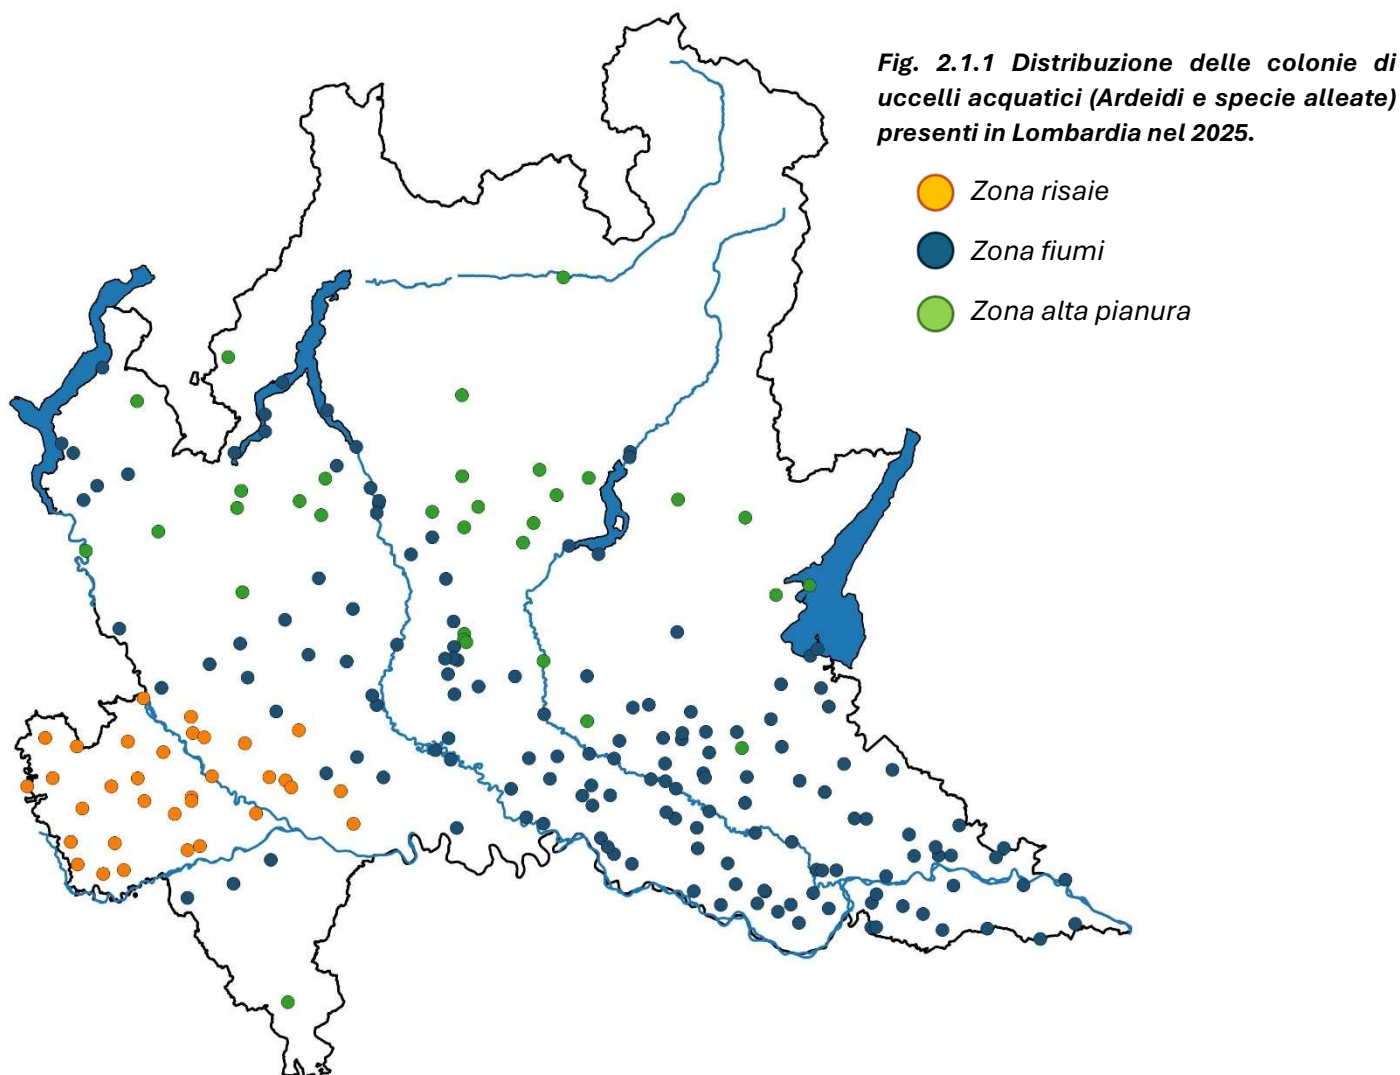 Fig. 2.1.1 Distribuzione delle colonie di
uccelli acquatici (Ardeidi e specie alleate)
presenti in Lombardia nel 2025.
Zona risaie
Zona fiumi
Zona alta pianura